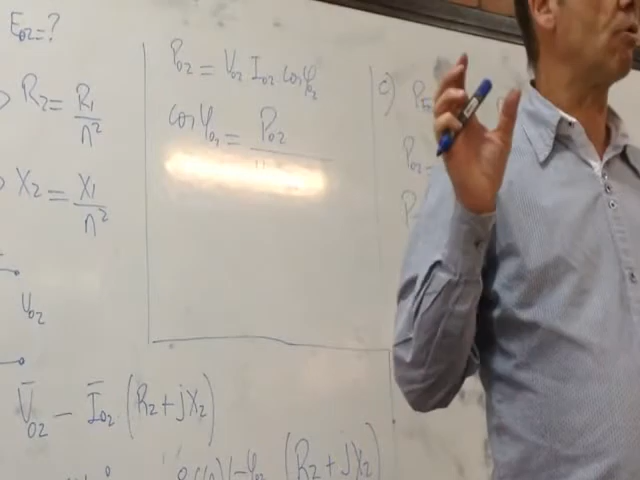 E₀₂=?
R₂ = R₁/n²
X₂ = X₁/n²
V₀₂
P₀₂ = V₀₂ I₀₂ cosφ₀₂
cosφ₀₂ = P₀₂
c)
P₀₂
P
V̄₀₂ − Ī₀₂ (R₂+jX₂)
(R₂+jX₂)